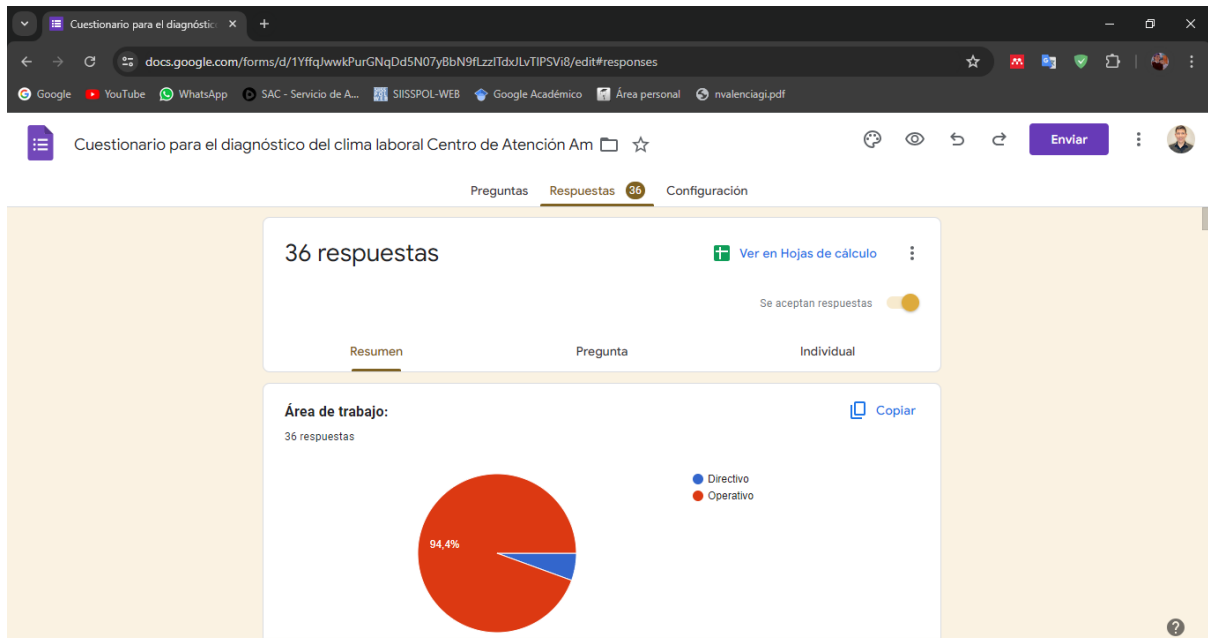 Cuestionario para el diagnóstic
docs.google.com/forms/d/1YffqJwwkPurGNqDd5N07yBbN9fLzzITdxJLvTIPSVi8/edit#responses
Google YouTube WhatsApp SAC - Servicio de A... SIISSPOL-WEB Google Académico Área personal nvalenciagi.pdf
Cuestionario para el diagnóstico del clima laboral Centro de Atención Am
Enviar
Preguntas Respuestas 36 Configuración
36 respuestas
Ver en Hojas de cálculo
Se aceptan respuestas
Resumen Pregunta Individual
Área de trabajo:
Copiar
36 respuestas
Directivo
Operativo
94,4%